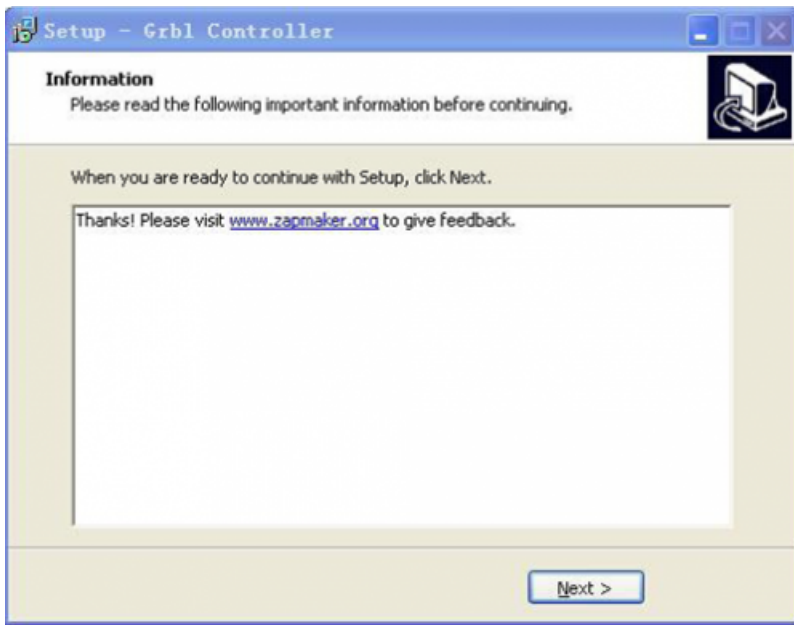 Setup - Grbl Controller
Information
Please read the following important information before continuing.
When you are ready to continue with Setup, click Next.
Thanks! Please visit www.zapmaker.org to give feedback.
Next >